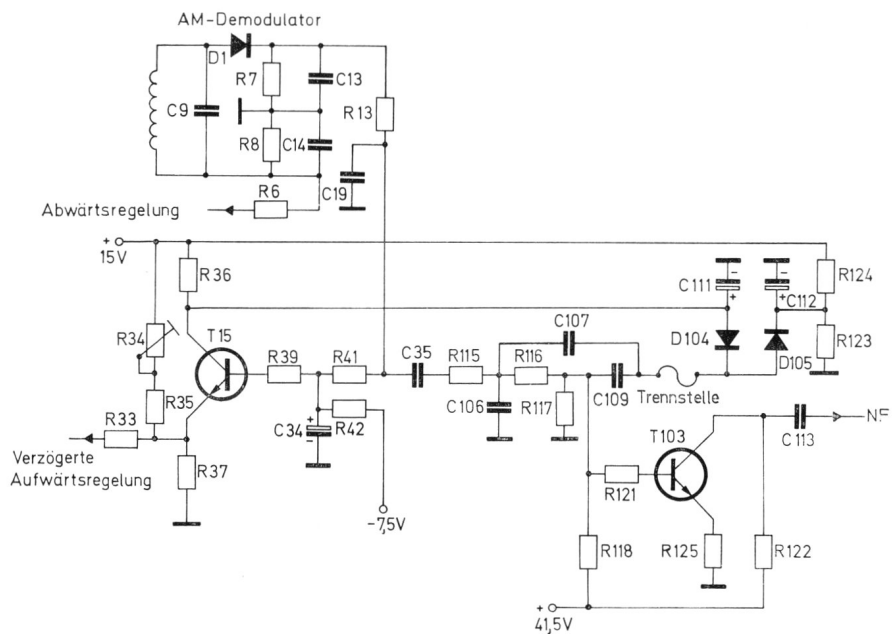 AM-Demodulator
D1
R7
C13
C9
R13
R8
C14
C19
R6
Abwärtsregelung
+
15V
R36
C111
-
+
-
+
C112
R124
R34
T15
C107
D104
D105
R123
R39
R41
C35
R115
R116
C109
Trennstelle
R35
R117
C106
R33
+
C34
-
R42
T103
C113
NF
Verzögerte
Aufwärtsregelung
R37
R121
-7,5V
R118
R125
R122
+
41,5V